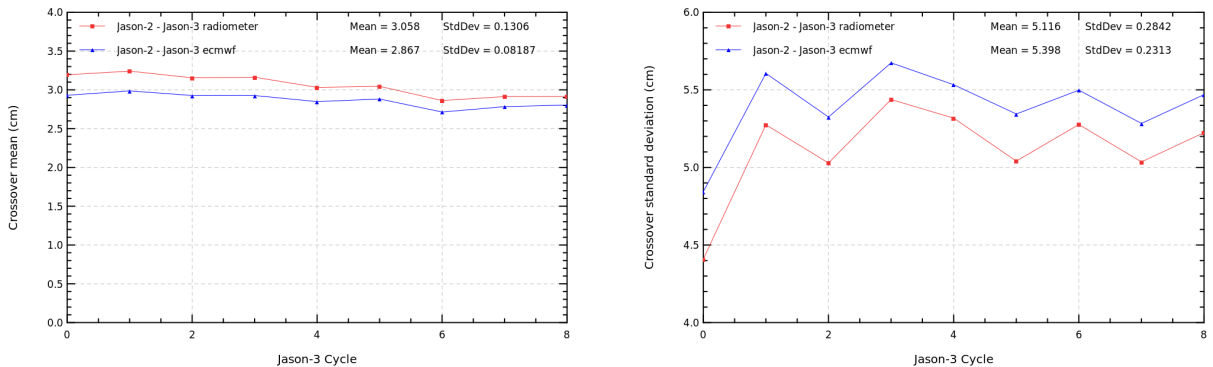 4.0
3.5
3.0
2.5
2.0
1.5
1.0
0.5
0.0
Crossover mean (cm)
Jason-2 - Jason-3 radiometer Mean = 3.058 StdDev = 0.1306
Jason-2 - Jason-3 ecmwf Mean = 2.867 StdDev = 0.08187
0 2 4 6 8
Jason-3 Cycle
6.0
5.5
5.0
4.5
4.0
Crossover standard deviation (cm)
Jason-2 - Jason-3 radiometer Mean = 5.116 StdDev = 0.2842
Jason-2 - Jason-3 ecmwf Mean = 5.398 StdDev = 0.2313
0 2 4 6 8
Jason-3 Cycle